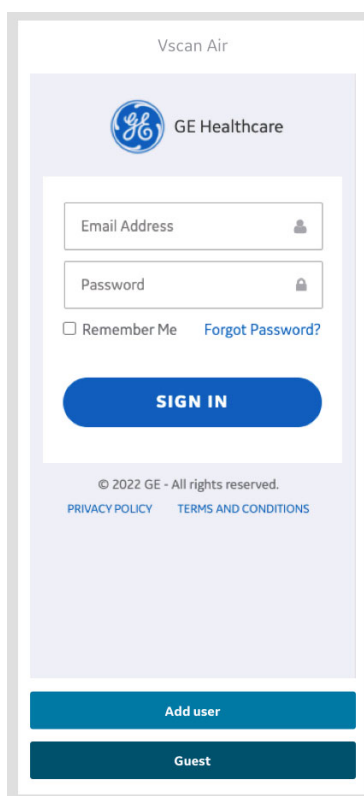 Vscan Air
GE Healthcare
Email Address
Password
Remember Me Forgot Password?
SIGN IN
© 2022 GE - All rights reserved.
PRIVACY POLICY TERMS AND CONDITIONS
Add user
Guest